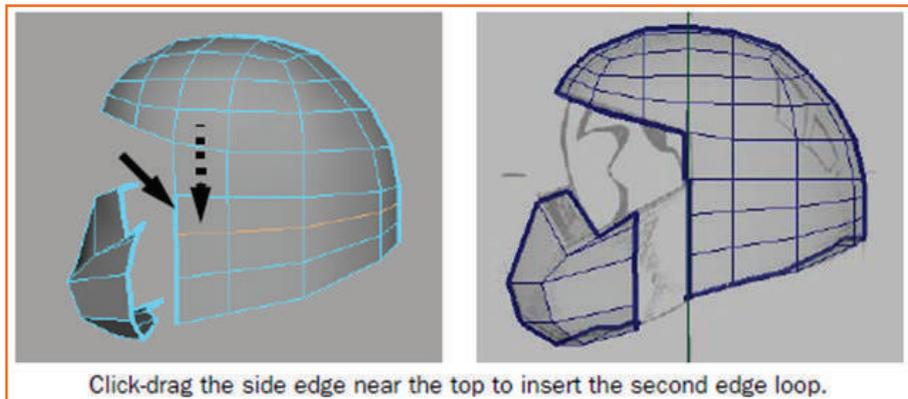 Click-drag the side edge near the top to insert the second edge loop.